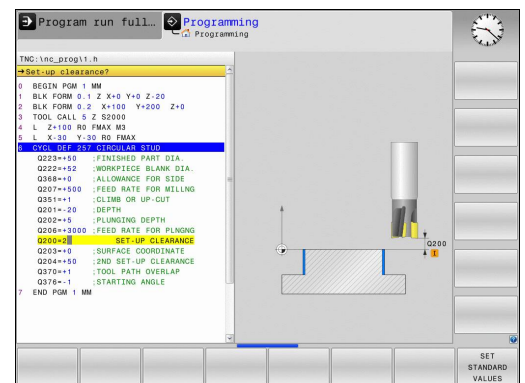 Program run full…
Programming
Programming
TNC:\nc_prog\1.h
→Set-up clearance?
0 BEGIN PGM 1 MM
1 BLK FORM 0.1 Z X+0 Y+0 Z-20
2 BLK FORM 0.2 X+100 Y+200 Z+0
3 TOOL CALL 5 Z S2000
4 L Z+100 R0 FMAX M3
5 L X-30 Y-30 R0 FMAX
6 CYCL DEF 257 CIRCULAR STUD
Q223=+50 ;FINISHED PART DIA.
Q222=+52 ;WORKPIECE BLANK DIA.
Q368=+0 ;ALLOWANCE FOR SIDE
Q207=+500 ;FEED RATE FOR MILLNG
Q351=+1 ;CLIMB OR UP-CUT
Q201=-20 ;DEPTH
Q202=+5 ;PLUNGING DEPTH
Q206=+3000 ;FEED RATE FOR PLNGNG
Q200=2 SET-UP CLEARANCE
Q203=+0 ;SURFACE COORDINATE
Q204=+50 ;2ND SET-UP CLEARANCE
Q370=+1 ;TOOL PATH OVERLAP
Q376=-1 ;STARTING ANGLE
7 END PGM 1 MM
Q200
I
SET
STANDARD
VALUES